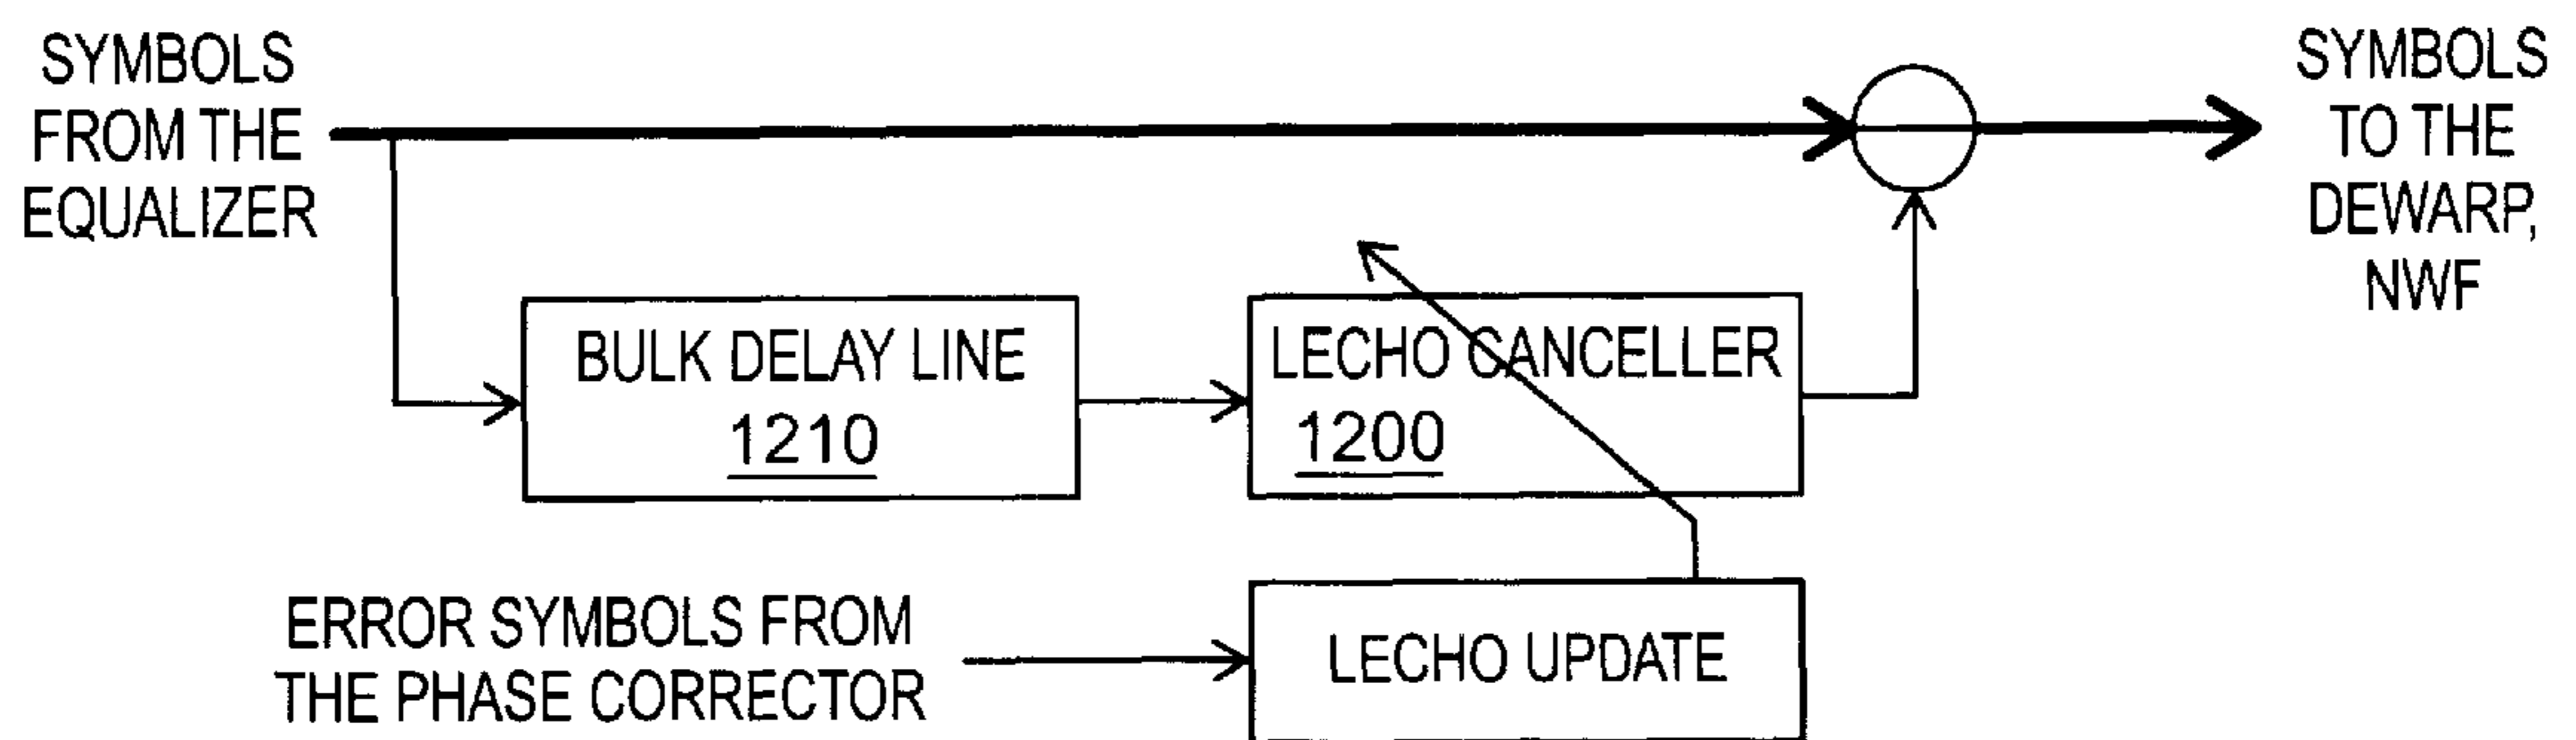 SYMBOLS
FROM THE
EQUALIZER
SYMBOLS
TO THE
DEWARP,
NWF
BULK DELAY LINE
1210
LECHO CANCELLER
1200
ERROR SYMBOLS FROM
THE PHASE CORRECTOR
LECHO UPDATE